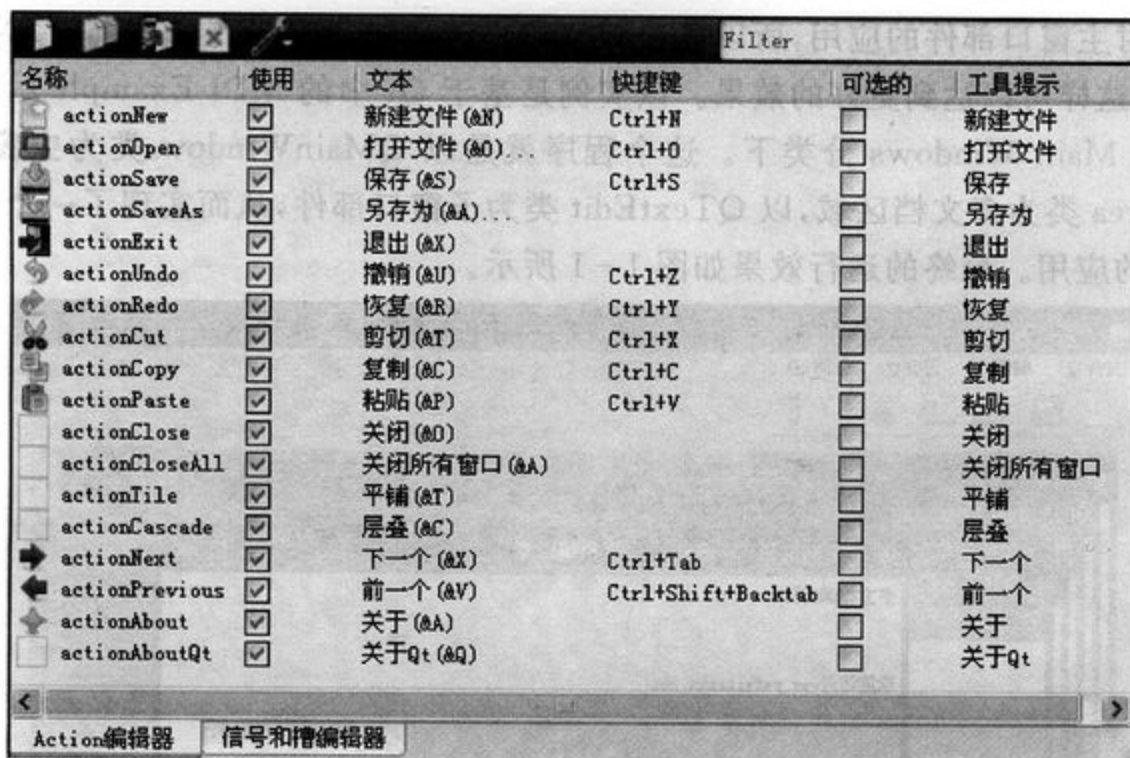 Filter
名称 使用 文本 快捷键 可选的 工具提示
actionNew 新建文件(&N) Ctrl+N 新建文件
actionOpen 打开文件(&O)... Ctrl+O 打开文件
actionSave 保存(&S) Ctrl+S 保存
actionSaveAs 另存为(&A)... 另存为
actionExit 退出(&X) 退出
actionUndo 撤销(&U) Ctrl+Z 撤销
actionRedo 恢复(&R) Ctrl+Y 恢复
actionCut 剪切(&T) Ctrl+X 剪切
actionCopy 复制(&C) Ctrl+C 复制
actionPaste 粘贴(&P) Ctrl+V 粘贴
actionClose 关闭(&O) 关闭
actionCloseAll 关闭所有窗口(&A) 关闭所有窗口
actionTile 平铺(&T) 平铺
actionCascade 层叠(&C) 层叠
actionNext 下一个(&X) Ctrl+Tab 下一个
actionPrevious 前一个(&V) Ctrl+Shift+Backtab 前一个
actionAbout 关于(&A) 关于
actionAboutQt 关于Qt(&Q) 关于Qt
Action编辑器 信号和槽编辑器